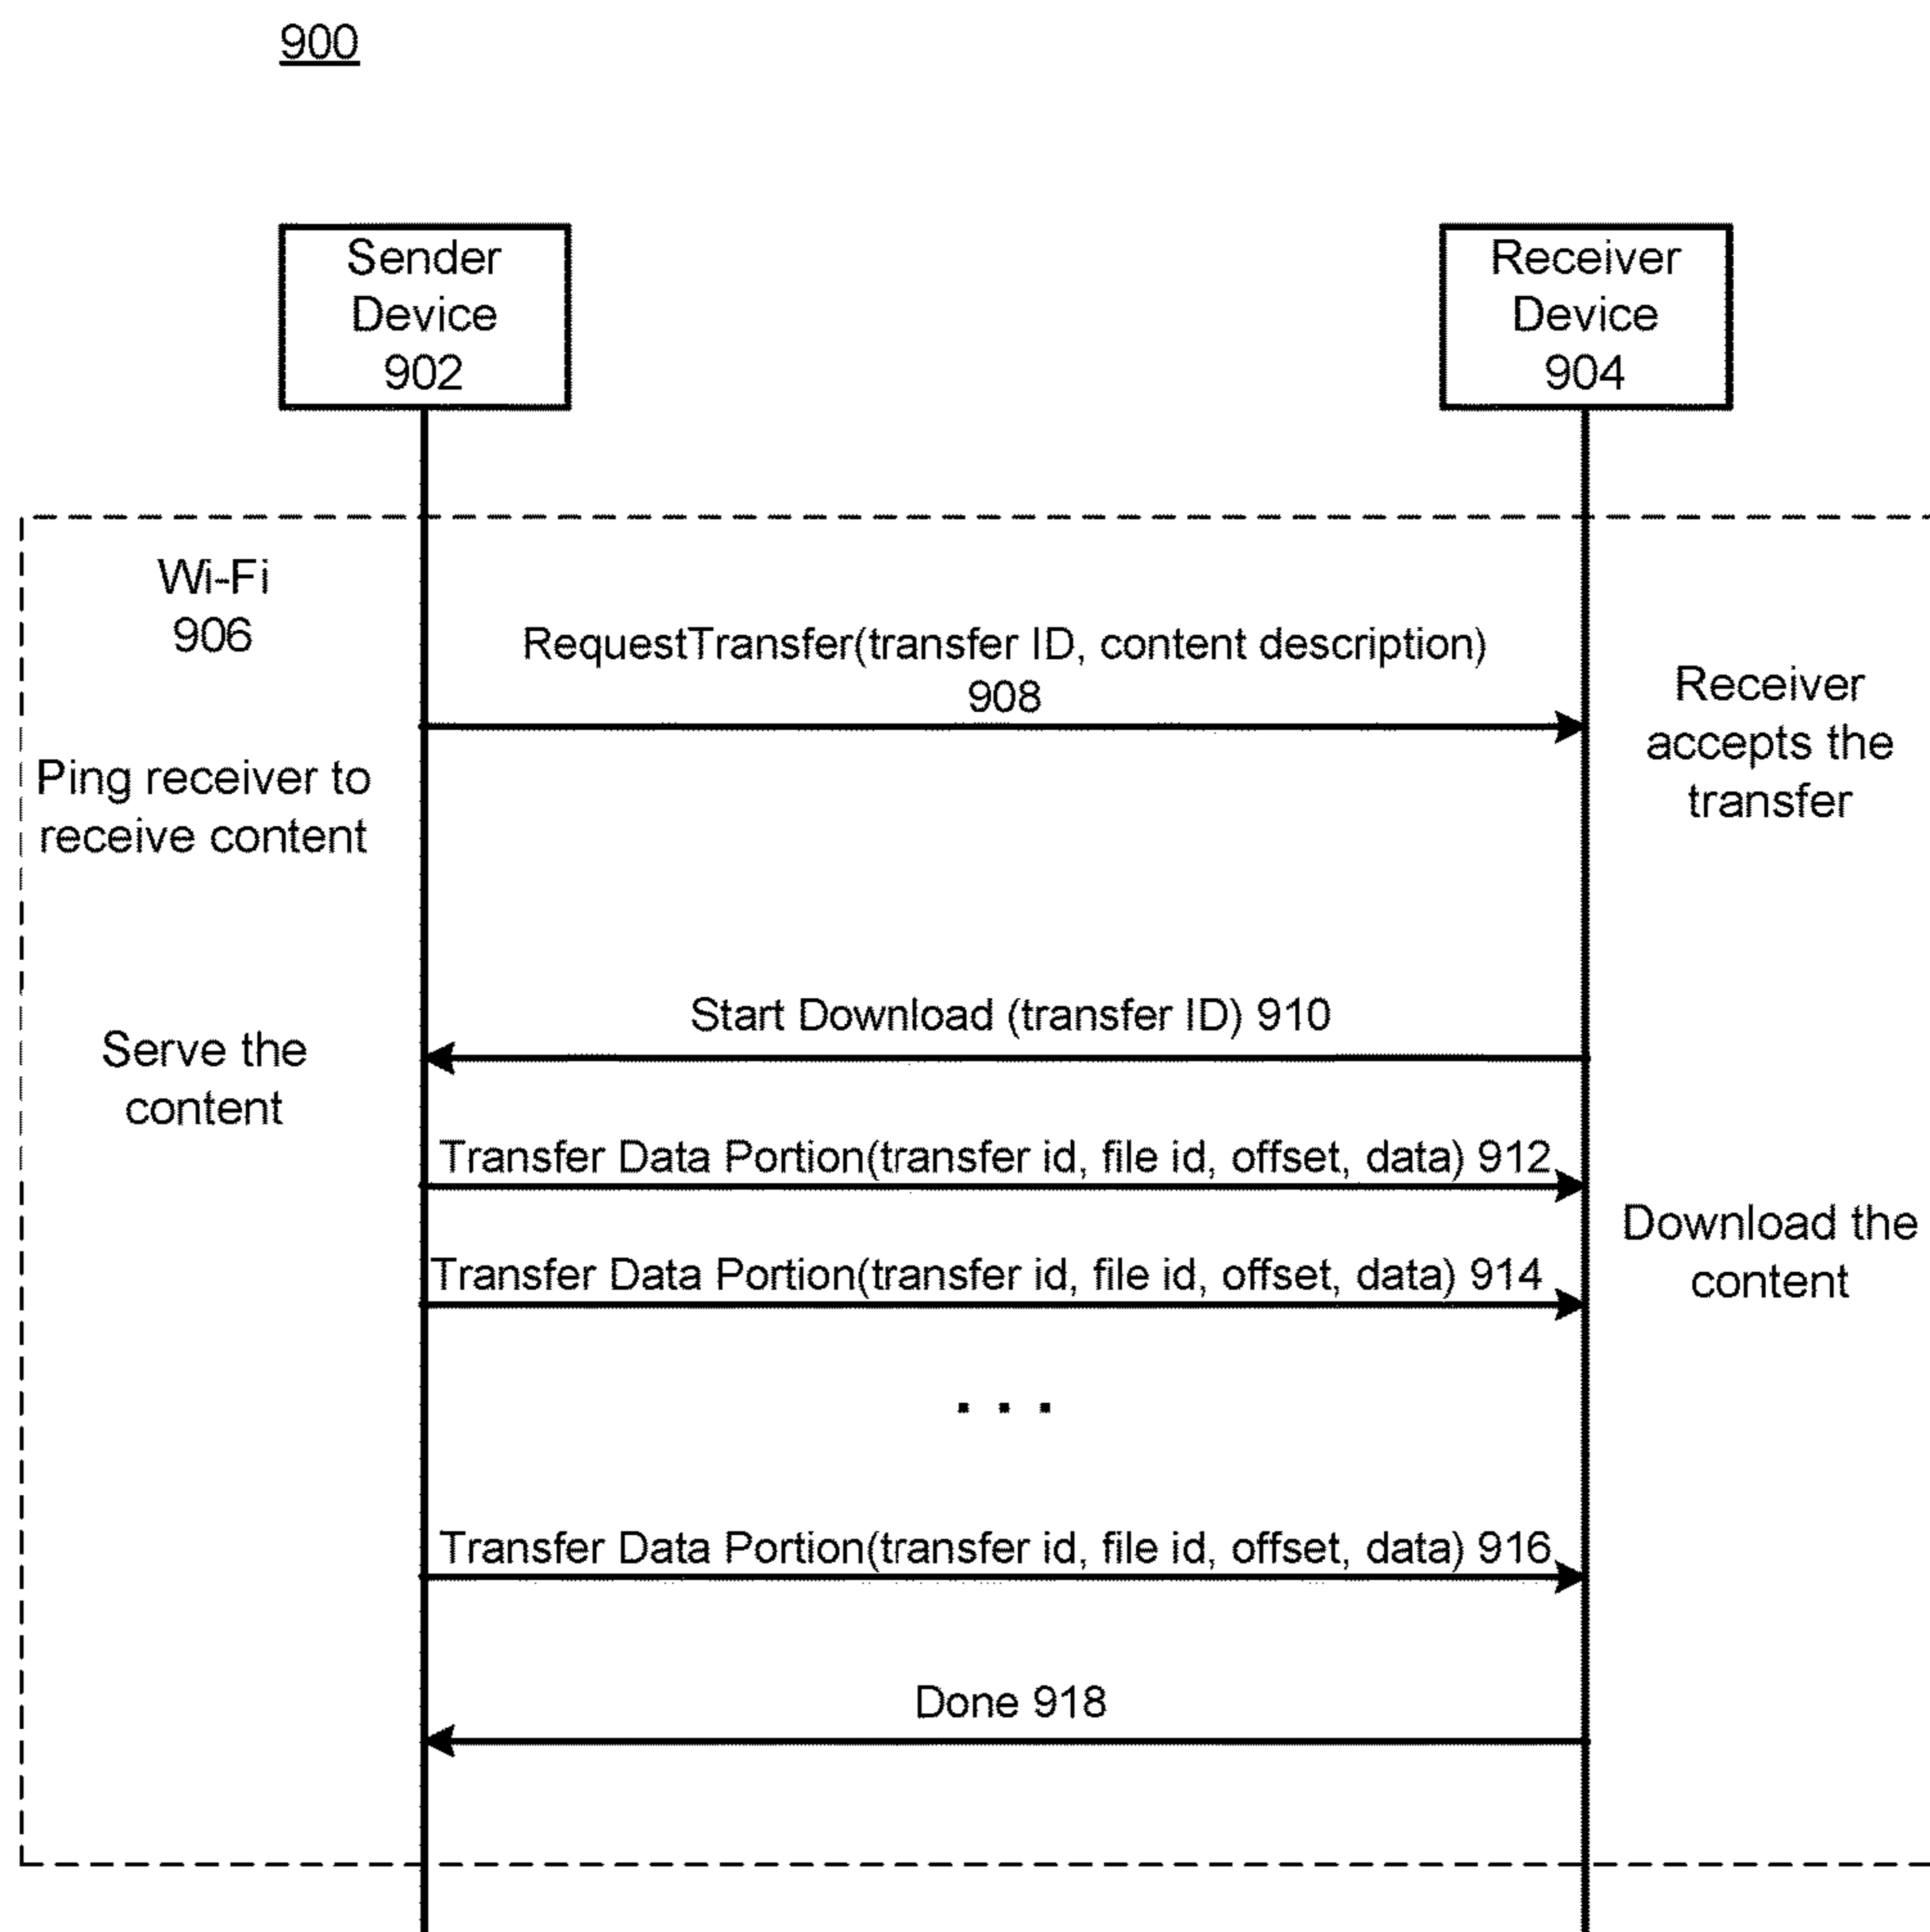 900
Sender
Device
902
Receiver
Device
904
Wi-Fi
906
RequestTransfer(transfer ID, content description)
908
Receiver
accepts the
transfer
Ping receiver to
receive content
Start Download (transfer ID) 910
Serve the
content
Transfer Data Portion(transfer id, file id, offset, data) 912
Download the
content
Transfer Data Portion(transfer id, file id, offset, data) 914
. . .
Transfer Data Portion(transfer id, file id, offset, data) 916
Done 918